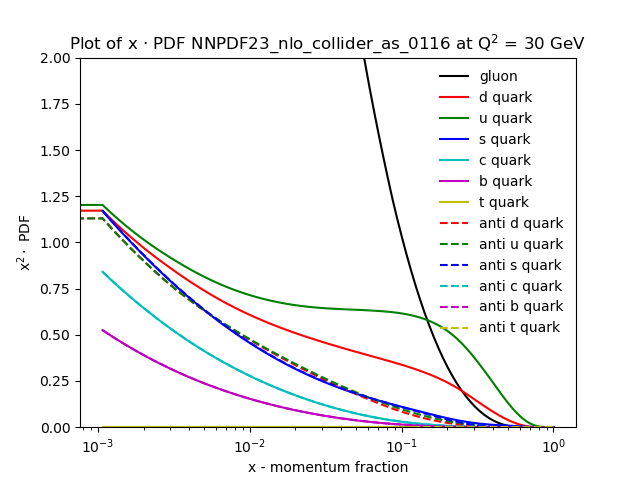 Plot of x · PDF NNPDF23_nlo_collider_as_0116 at Q² = 30 GeV
2.00
1.75
1.50
1.25
1.00
0.75
0.50
0.25
0.00
x² · PDF
gluon
d quark
u quark
s quark
c quark
b quark
t quark
anti d quark
anti u quark
anti s quark
anti c quark
anti b quark
anti t quark
10⁻³ 10⁻² 10⁻¹ 10⁰
x - momentum fraction